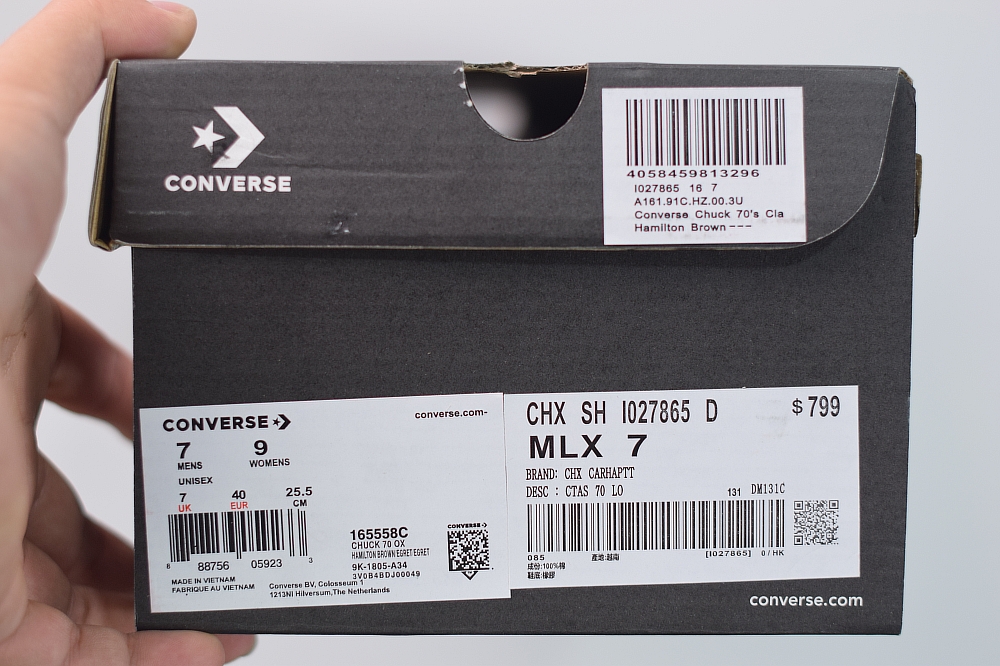 CONVERSE
4058459813296
I027865 16 7
A161.91C.HZ.00.3U
Converse Chuck 70's Cla
Hamilton Brown---
CONVERSE
converse.com-
7 9
MENS WOMENS
UNISEX
7 40 25.5
UK EUR CM
8 88756 05923 3
MADE IN VIETNAM
FABRIQUE AU VIETNAM
165558C
CHUCK 70 OX
HAMILTON BROWN/EGRET/EGRET
9K-1805-A34
3V0B4BDJ00049
Converse BV, Colosseum 1
1213Nl Hilversum,The Netherlands
CONVERSE
CHX SH I027865 D $799
MLX 7
BRAND: CHX CARHAPTT
DESC : CTAS 70 LO
131 DM131C
085 產地:越南 [I027865] 0/HK
成份:100%棉
鞋底:橡膠
converse.com